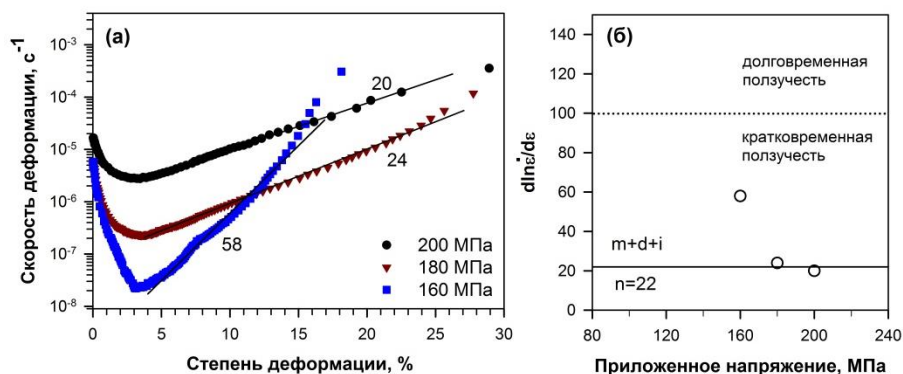 (а)
Скорость деформации, с⁻¹
10⁻³
10⁻⁴
10⁻⁵
10⁻⁶
10⁻⁷
10⁻⁸
20
24
58
200 МПа
180 МПа
160 МПа
0 5 10 15 20 25 30
Степень деформации, %
(б)
dlnε̇/dε
140
120
100
80
60
40
20
0
долговременная
ползучесть
кратковременная
ползучесть
m+d+i
n=22
80 120 160 200 240
Приложенное напряжение, МПа